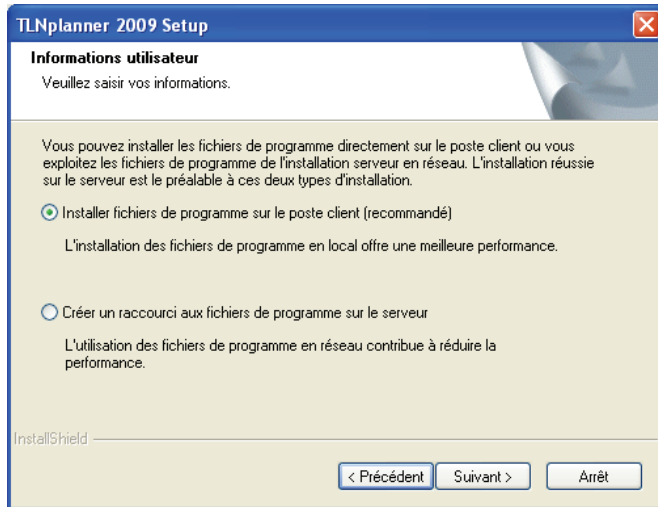 TLNplanner 2009 Setup
Informations utilisateur
Veuillez saisir vos informations.
Vous pouvez installer les fichiers de programme directement sur le poste client ou vous
exploitez les fichiers de programme de l'installation serveur en réseau. L'installation réussie
sur le serveur est le préalable à ces deux types d'installation.
Installer fichiers de programme sur le poste client (recommandé)
L'installation des fichiers de programme en local offre une meilleure performance.
Créer un raccourci aux fichiers de programme sur le serveur
L'utilisation des fichiers de programme en réseau contribue à réduire la
performance.
InstallShield
< Précédent Suivant > Arrêt